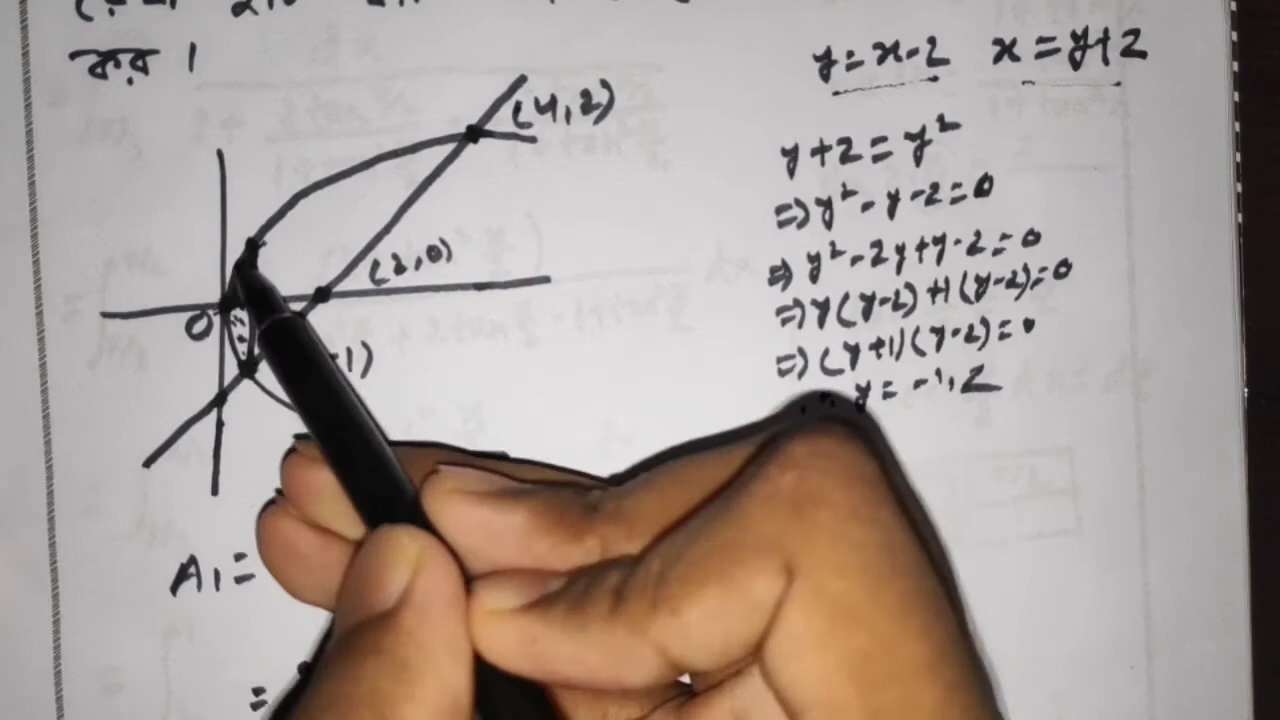 কর ।
y = x - 2 x = y + 2
(4, 2)
y + 2 = y²
⇒ y² - y - 2 = 0
⇒ y² - 2y + y - 2 = 0
(2, 0)
⇒ y(y-2) + 1(y-2) = 0
O
⇒ (y+1)(y-2) = 0
1)
y = -1, 2
A₁ =
=